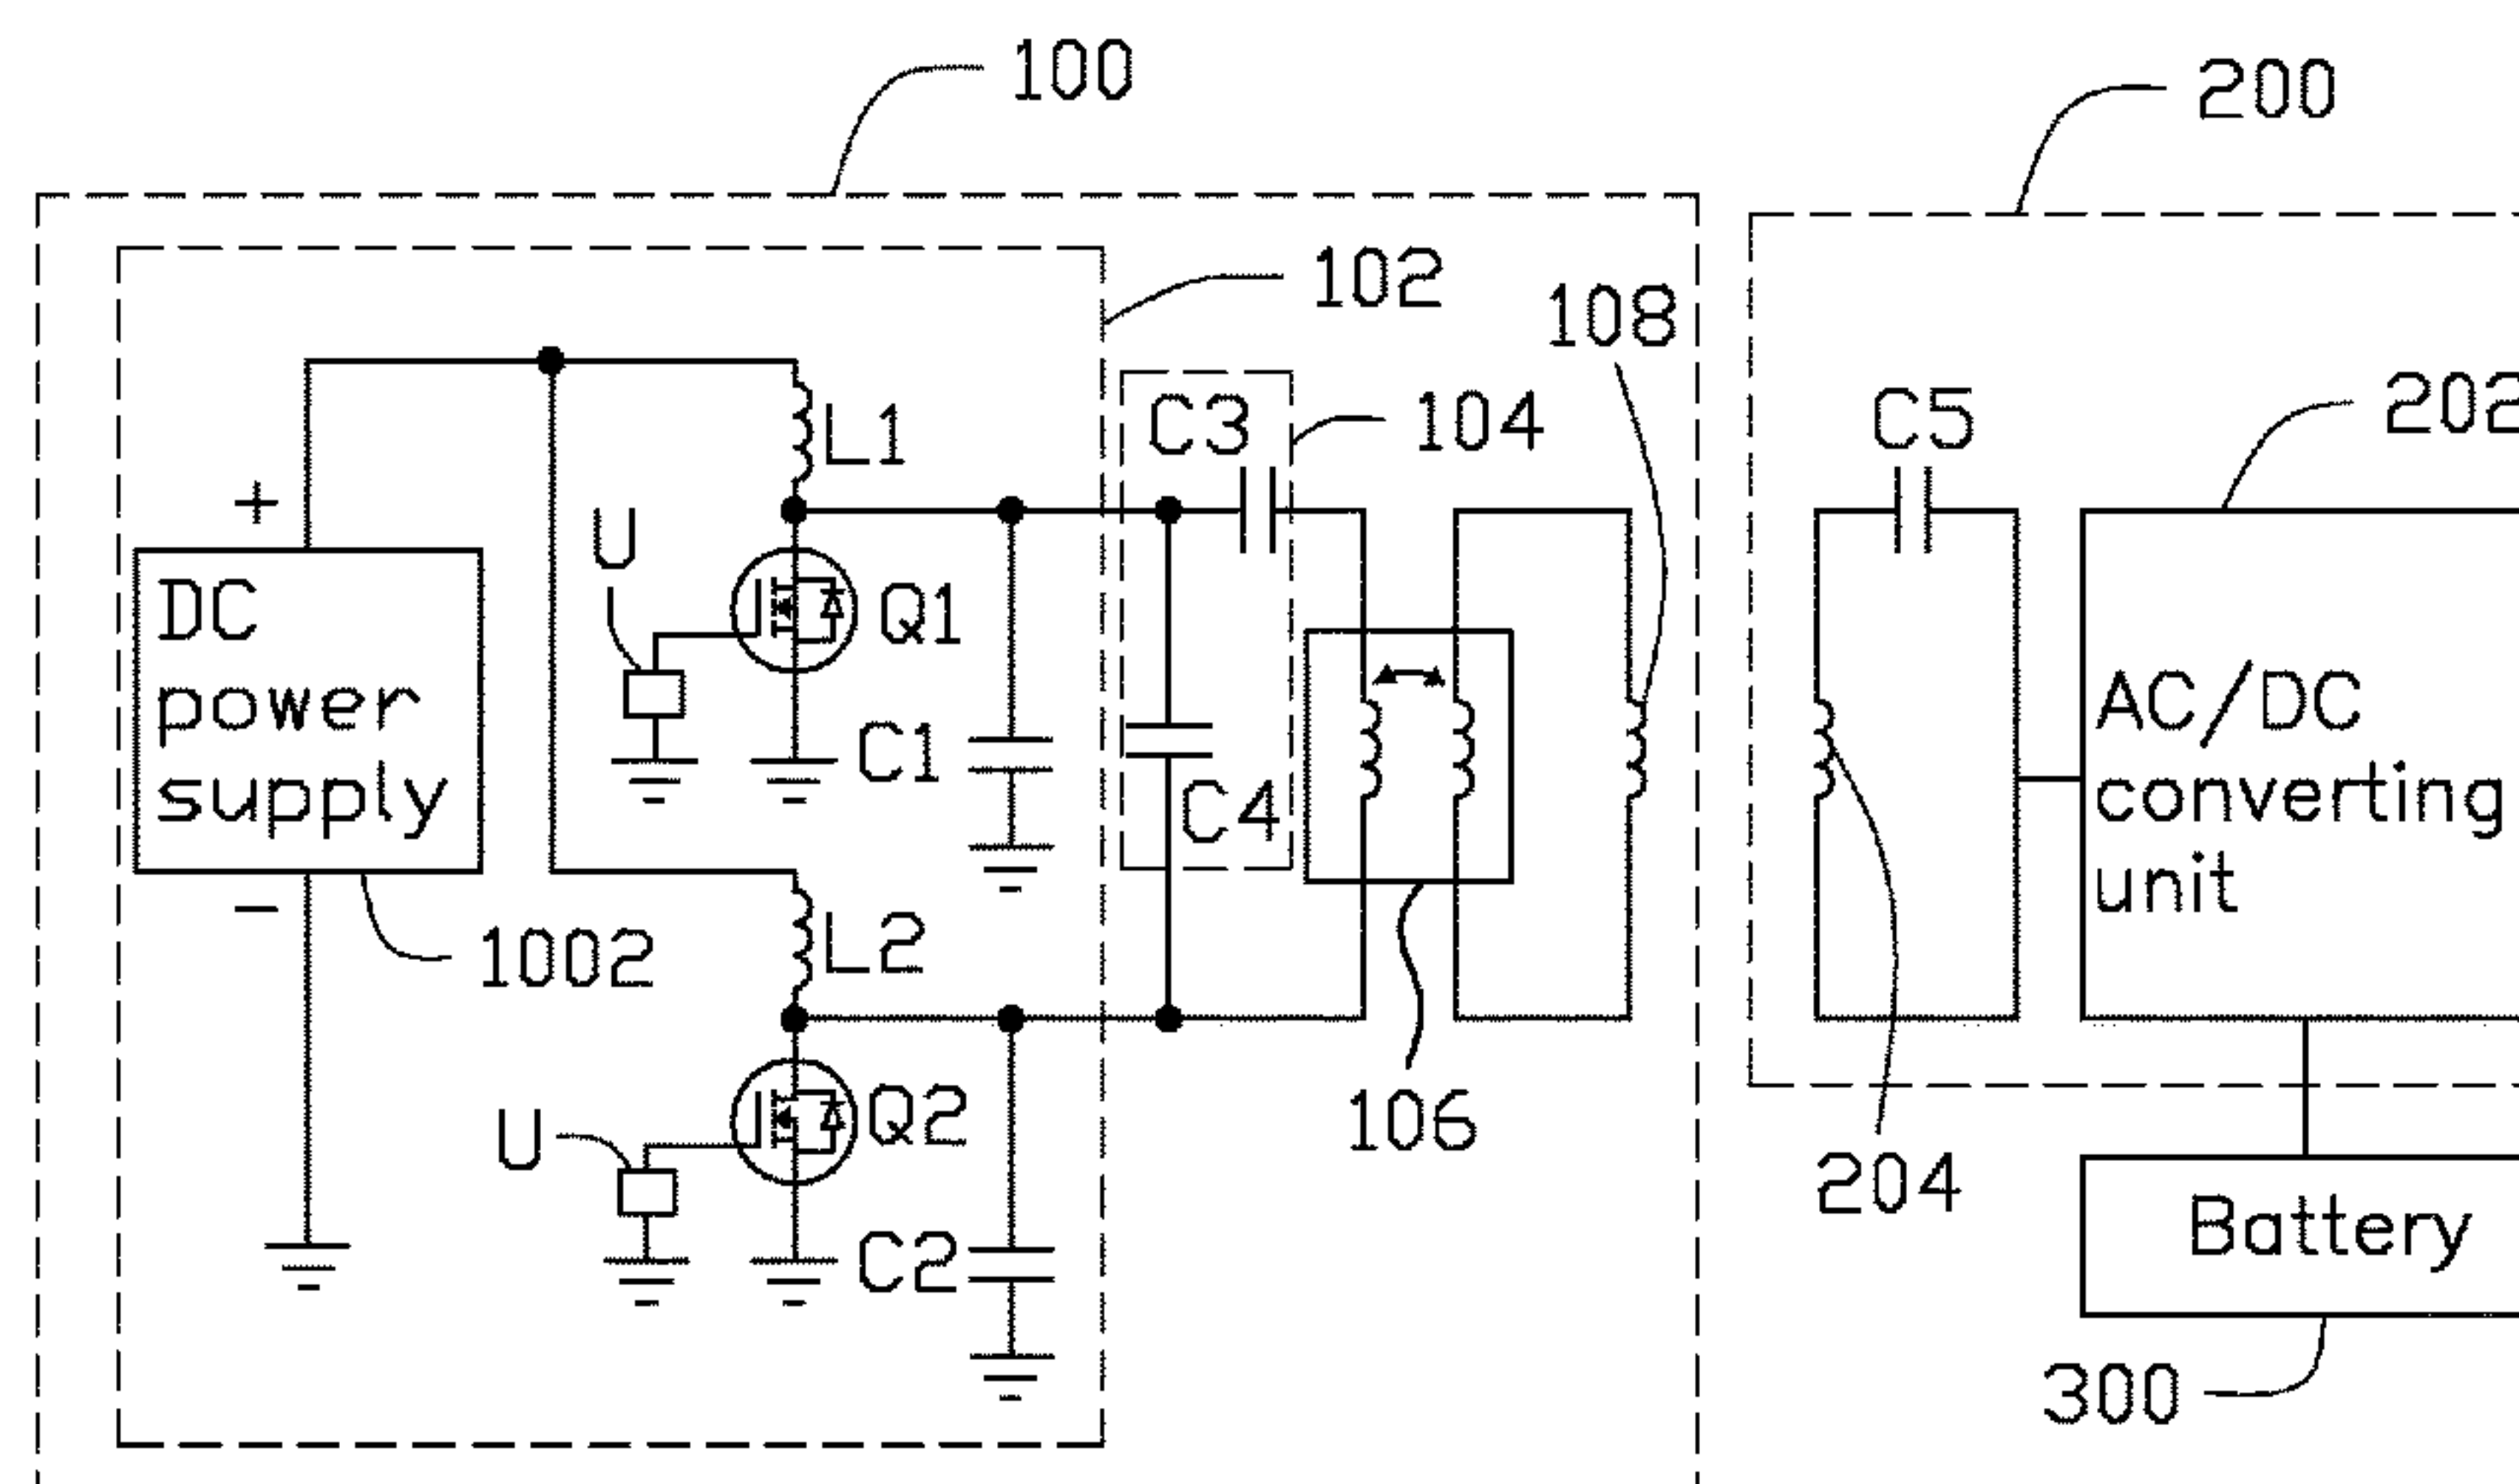 100
200
102
108
C3
104
C5
202
L1
+
U
DC
power
supply
Q1
C1
C4
AC/DC
converting
unit
-
1002
L2
U
Q2
106
204
C2
Battery
300